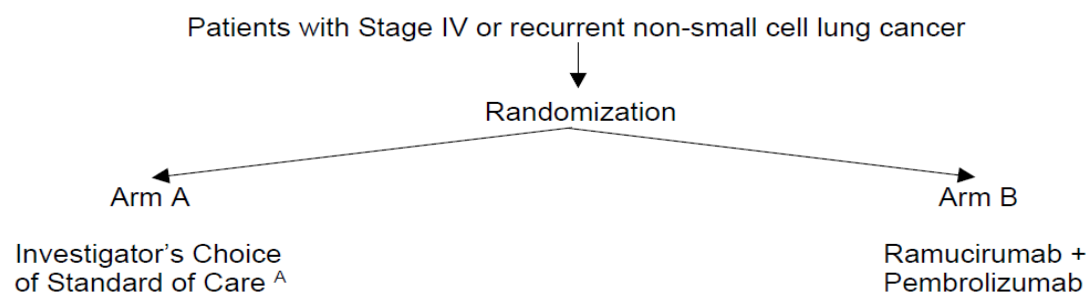 Patients with Stage IV or recurrent non-small cell lung cancer
Randomization
Arm A
Arm B
Investigator's Choice
of Standard of Care A
Ramucirumab +
Pembrolizumab